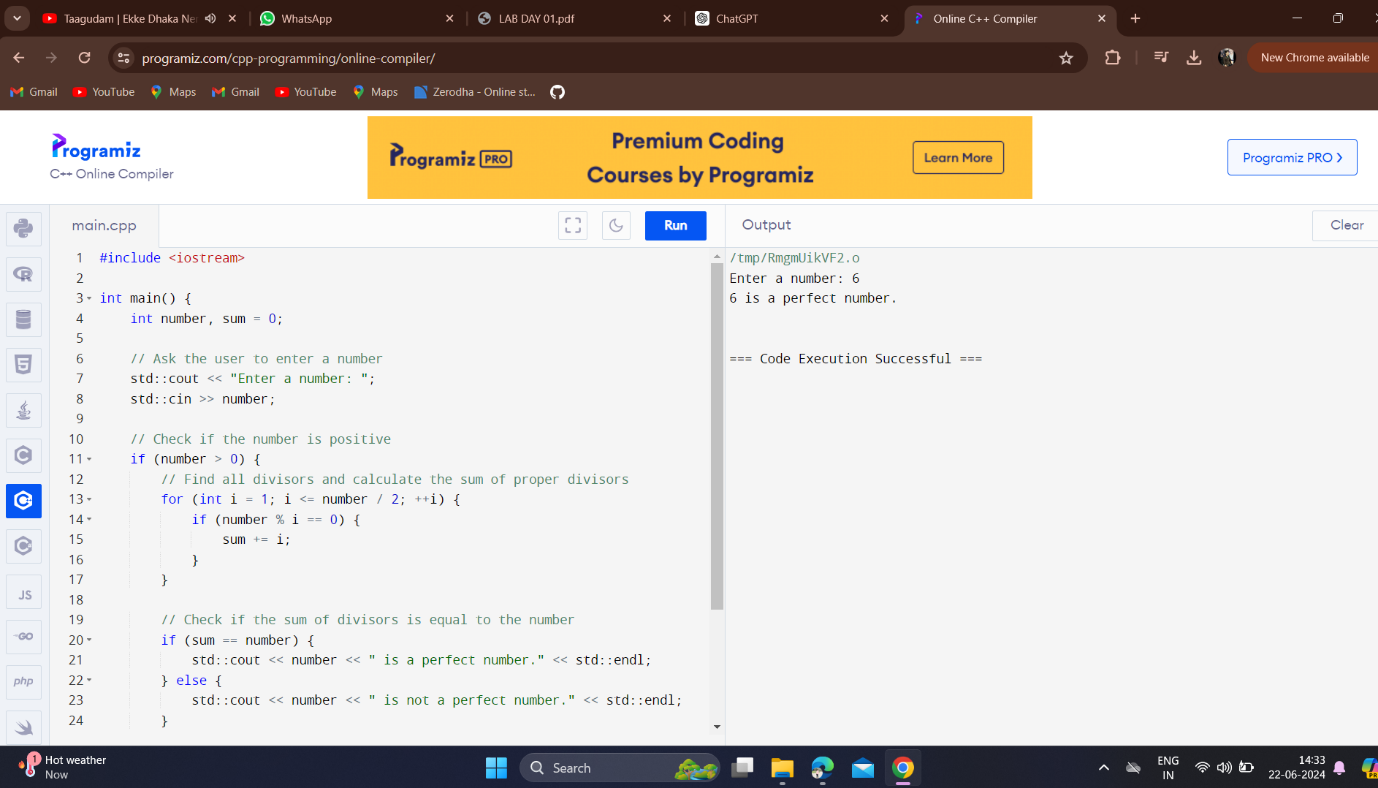 Taagudam | Ekke Dhaka Ne
WhatsApp
LAB DAY 01.pdf
ChatGPT
Online C++ Compiler
programiz.com/cpp-programming/online-compiler/
New Chrome available
Gmail
YouTube
Maps
Gmail
YouTube
Maps
Zerodha - Online st...
Programiz
C++ Online Compiler
Programiz PRO
Premium Coding
Courses by Programiz
Learn More
Programiz PRO >
main.cpp
Run
Output
Clear
1 #include <iostream>
2
3 int main() {
4     int number, sum = 0;
5
6     // Ask the user to enter a number
7     std::cout << "Enter a number: ";
8     std::cin >> number;
9
10     // Check if the number is positive
11     if (number > 0) {
12         // Find all divisors and calculate the sum of proper divisors
13         for (int i = 1; i <= number / 2; ++i) {
14             if (number % i == 0) {
15                 sum += i;
16             }
17         }
18
19         // Check if the sum of divisors is equal to the number
20         if (sum == number) {
21             std::cout << number << " is a perfect number." << std::endl;
22         } else {
23             std::cout << number << " is not a perfect number." << std::endl;
24         }
/tmp/RmgmUikVF2.o
Enter a number: 6
6 is a perfect number.
=== Code Execution Successful ===
JS
GO
php
1
Hot weather
Now
Search
ENG
IN
14:33
22-06-2024